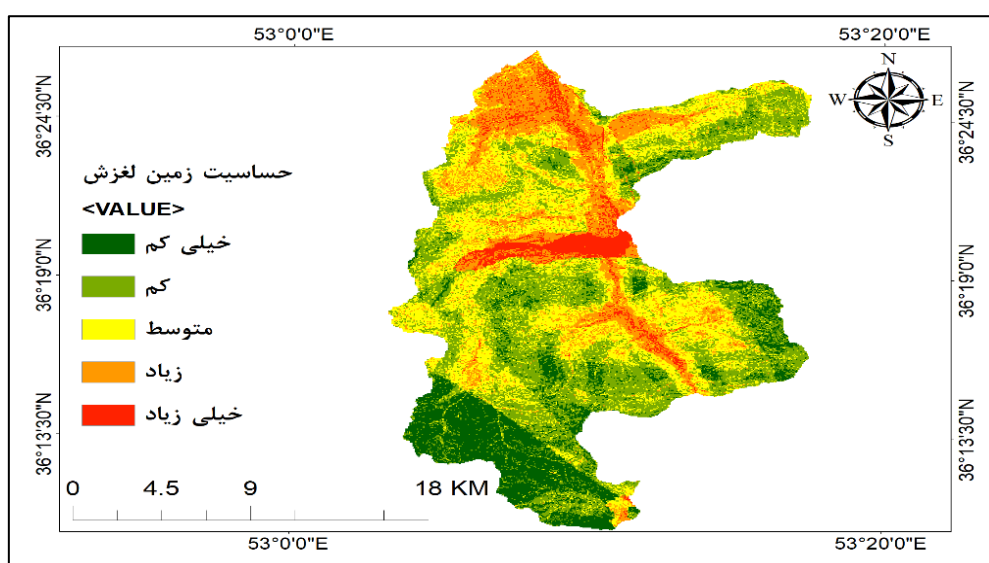 53°0'0"E
53°20'0"E
36°24'30"N
36°24'30"N
N
W
E
S
حساسیت زمین لغزش
<VALUE>
خیلی کم
کم
متوسط
زیاد
خیلی زیاد
36°19'0"N
36°19'0"N
36°13'30"N
36°13'30"N
0 4.5 9 18 KM
53°0'0"E
53°20'0"E